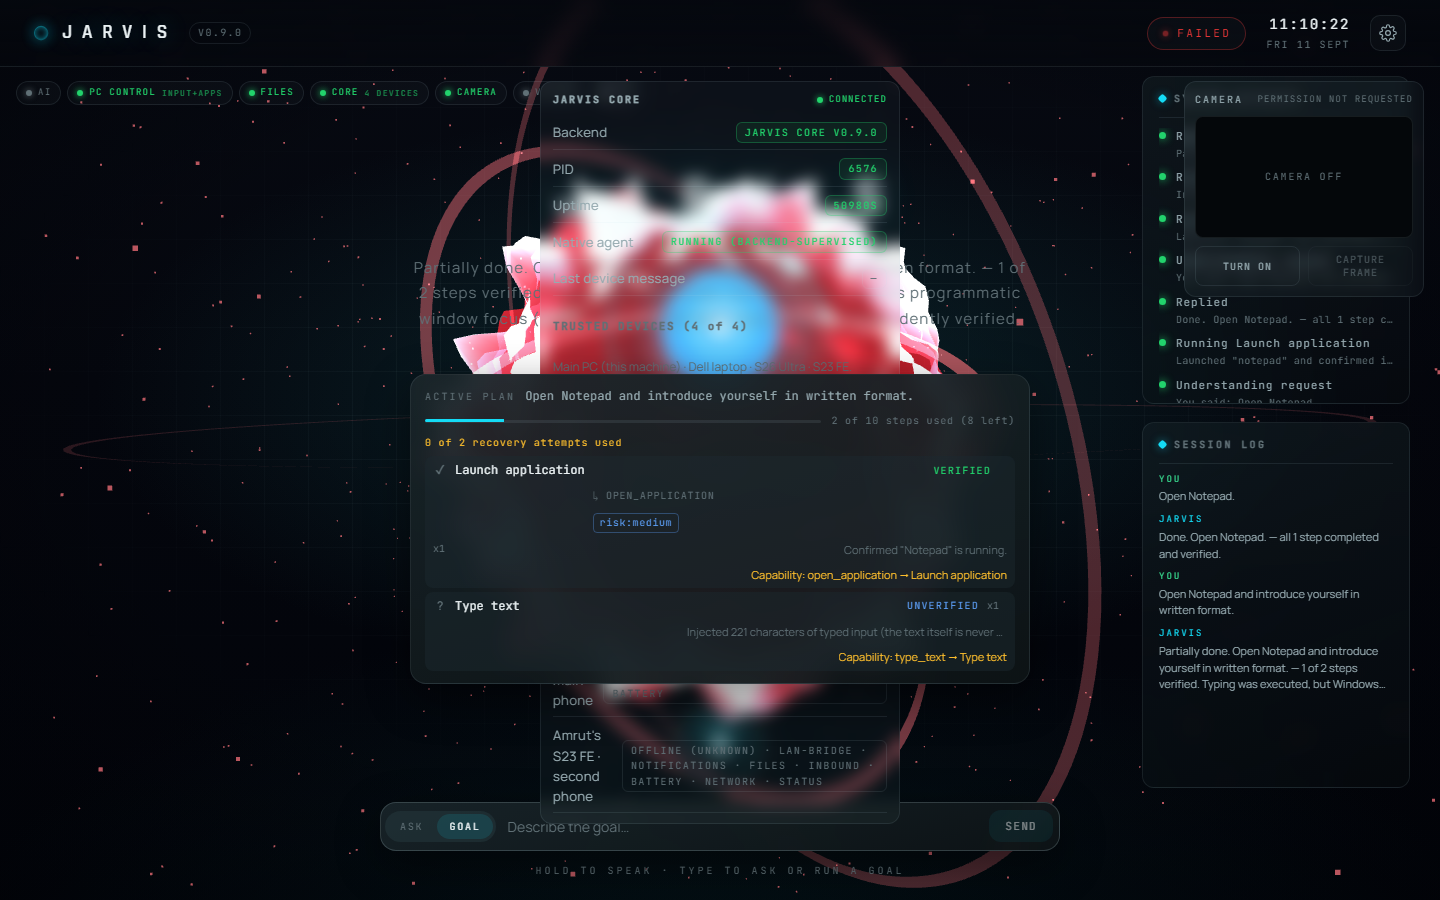 JARVIS
V0.9.0
FAILED
11:10:22
FRI 11 SEPT
AI
PC CONTROL INPUT+APPS
FILES
CORE 4 DEVICES
CAMERA
JARVIS CORE
CONNECTED
Backend
JARVIS CORE V0.9.0
PID
6576
Uptime
50980S
Native agent
RUNNING (BACKEND SUPERVISED)
Last device message
—
TRUSTED DEVICES (4 of 4)
Main PC (this machine) · Dell laptop · S23 Ultra · S23 FE
Partially done.
en format. — 1 of
2 steps verified
programmatic
window focus
dently verified.
ACTIVE PLAN Open Notepad and introduce yourself in written format.
2 of 10 steps used (8 left)
0 of 2 recovery attempts used
✓ Launch application
VERIFIED
↳ OPEN_APPLICATION
risk:medium
x1
Confirmed "Notepad" is running.
Capability: open_application → Launch application
? Type text
UNVERIFIED x1
Injected 221 characters of typed input (the text itself is never …
Capability: type_text → Type text
main
phone
BATTERY
Amrut's
S23 FE ·
second
phone
OFFLINE (UNKNOWN) · LAN-BRIDGE ·
NOTIFICATIONS · FILES · INBOUND ·
BATTERY · NETWORK · STATUS
ASK
GOAL
Describe the goal...
SEND
HOLD TO SPEAK · TYPE TO ASK OR RUN A GOAL
CAMERA
PERMISSION NOT REQUESTED
CAMERA OFF
TURN ON
CAPTURE
FRAME
Replied
Done. Open Notepad. — all 1 step c…
Running Launch application
Launched "notepad" and confirmed i…
Understanding request
You said: Open Notepad
SESSION LOG
YOU
Open Notepad.
JARVIS
Done. Open Notepad. — all 1 step completed
and verified.
YOU
Open Notepad and introduce yourself in
written format.
JARVIS
Partially done. Open Notepad and introduce
yourself in written format. — 1 of 2 steps
verified. Typing was executed, but Windows…